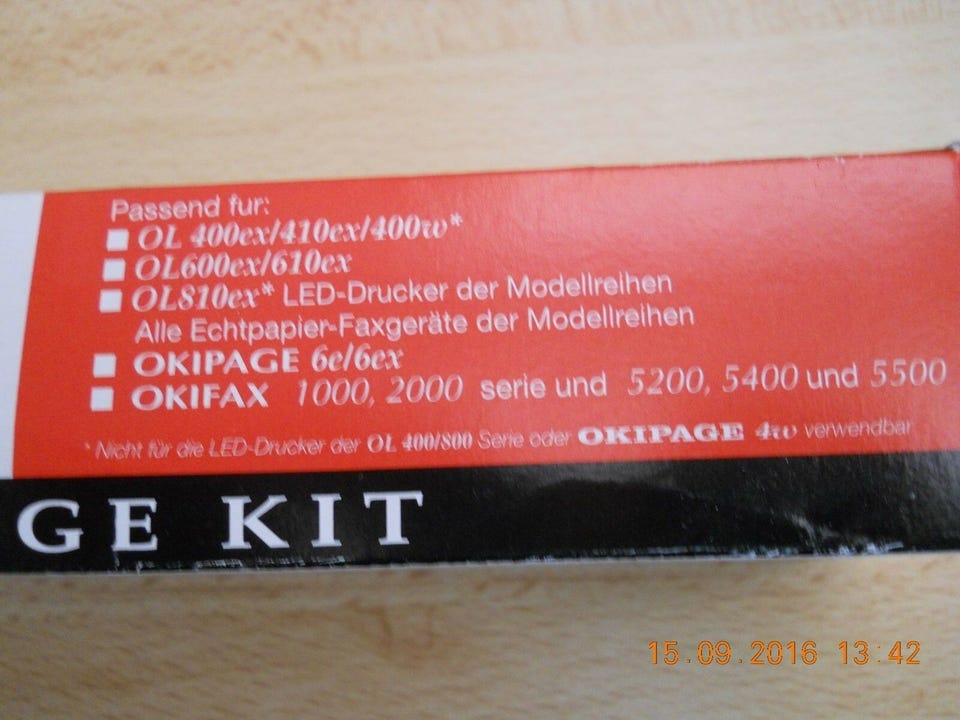 Passend fur:
OL 400ex/410ex/400w*
OL600ex/610ex
OL810ex* LED-Drucker der Modellreihen
Alle Echtpapier-Faxgeräte der Modellreihen
OKIPAGE 6e/6ex
OKIFAX 1000, 2000 serie und 5200, 5400 und 5500
* Nicht für die LED-Drucker der OL 400/800 Serie oder OKIPAGE 4w verwendbar
GE KIT
15.09.2016 13:42